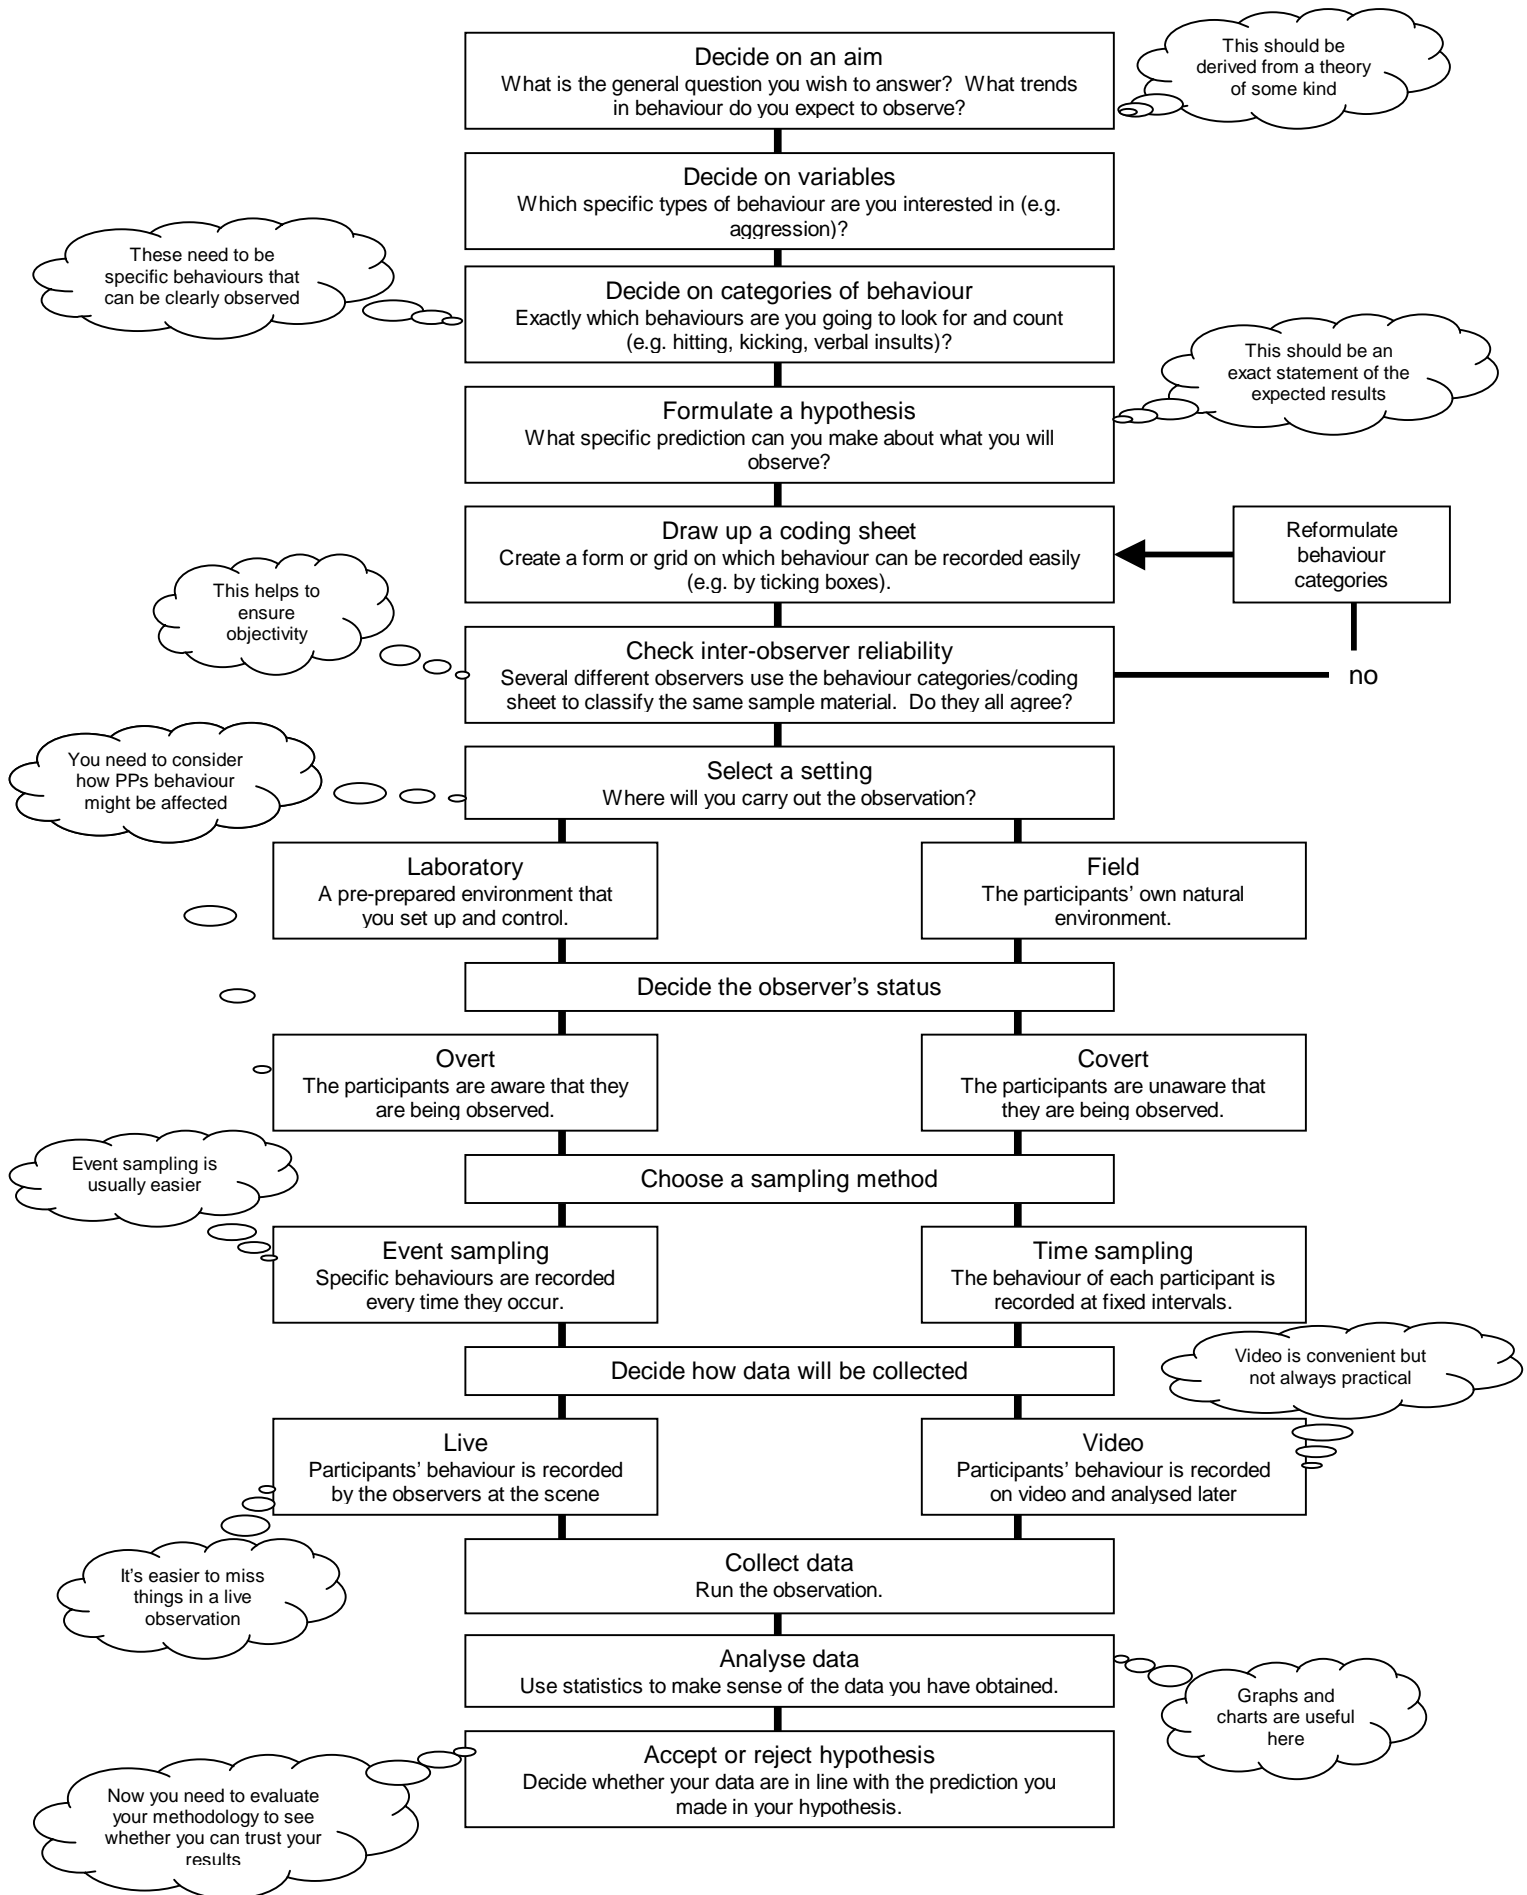 Decide on an aim
What is the general question you wish to answer? What trends
in behaviour do you expect to observe?
This should be
derived from a theory
of some kind
Decide on variables
Which specific types of behaviour are you interested in (e.g.
aggression)?
These need to be
specific behaviours that
can be clearly observed
Decide on categories of behaviour
Exactly which behaviours are you going to look for and count
(e.g. hitting, kicking, verbal insults)?
This should be an
exact statement of the
expected results
Formulate a hypothesis
What specific prediction can you make about what you will
observe?
Draw up a coding sheet
Create a form or grid on which behaviour can be recorded easily
(e.g. by ticking boxes).
Reformulate
behaviour
categories
This helps to
ensure
objectivity
Check inter-observer reliability
Several different observers use the behaviour categories/coding
sheet to classify the same sample material. Do they all agree?
no
You need to consider
how PPs behaviour
might be affected
Select a setting
Where will you carry out the observation?
Laboratory
A pre-prepared environment that
you set up and control.
Field
The participants' own natural
environment.
Decide the observer's status
Overt
The participants are aware that they
are being observed.
Covert
The participants are unaware that
they are being observed.
Event sampling is
usually easier
Choose a sampling method
Event sampling
Specific behaviours are recorded
every time they occur.
Time sampling
The behaviour of each participant is
recorded at fixed intervals.
Decide how data will be collected
Video is convenient but
not always practical
Live
Participants' behaviour is recorded
by the observers at the scene
Video
Participants' behaviour is recorded
on video and analysed later
It's easier to miss
things in a live
observation
Collect data
Run the observation.
Analyse data
Use statistics to make sense of the data you have obtained.
Graphs and
charts are useful
here
Accept or reject hypothesis
Decide whether your data are in line with the prediction you
made in your hypothesis.
Now you need to evaluate
your methodology to see
whether you can trust your
results